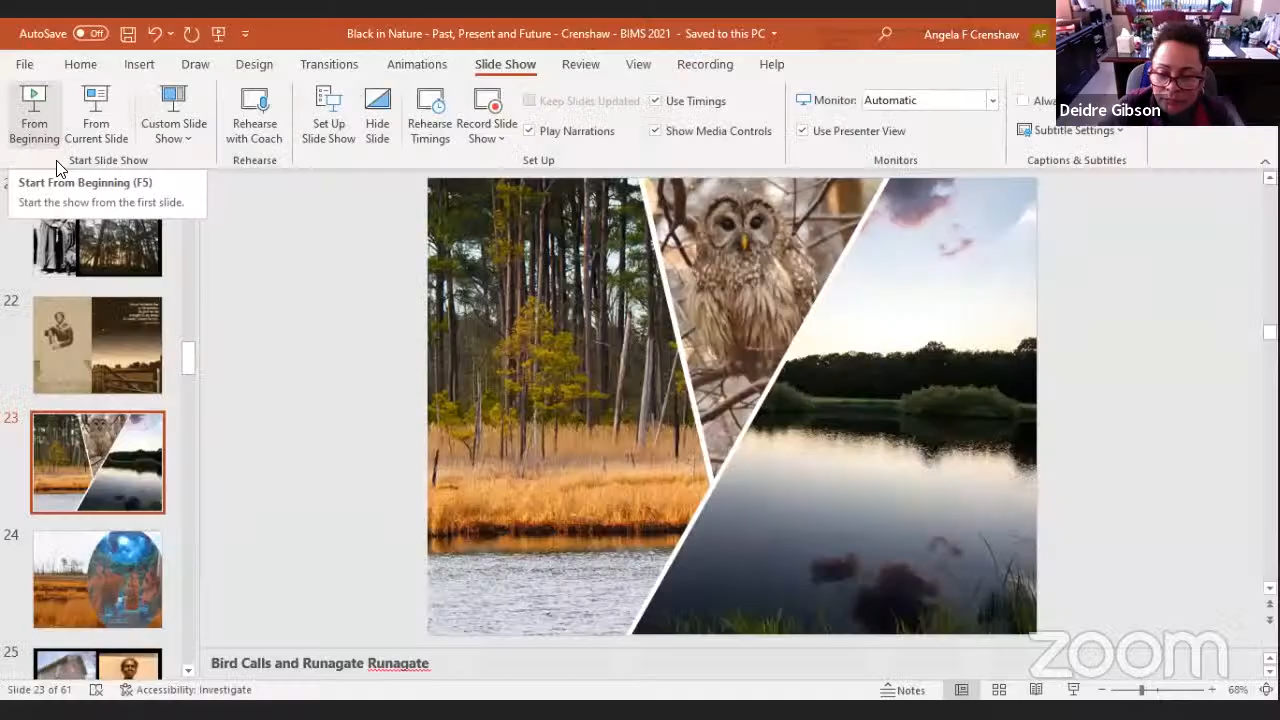 AutoSave Off Black in Nature - Past, Present and Future - Crenshaw - BIMS 2021 - Saved to this PC Angela F Crenshaw AF
File Home Insert Draw Design Transitions Animations Slide Show Review View Recording Help
From Beginning
From Current Slide
Custom Slide Show
Rehearse with Coach
Set Up Slide Show
Hide Slide
Rehearse Timings
Record Slide Show
Keep Slides Updated
Use Timings
Play Narrations
Show Media Controls
Monitor: Automatic
Use Presenter View
Subtitle Settings
Start Slide Show Rehearse Set Up Monitors Captions & Subtitles
Deidre Gibson
Start From Beginning (F5)
Start the show from the first slide.
22
23
24
25
Bird Calls and Runagate Runagate
Slide 23 of 61 Accessibility: Investigate Notes 68%
zoom